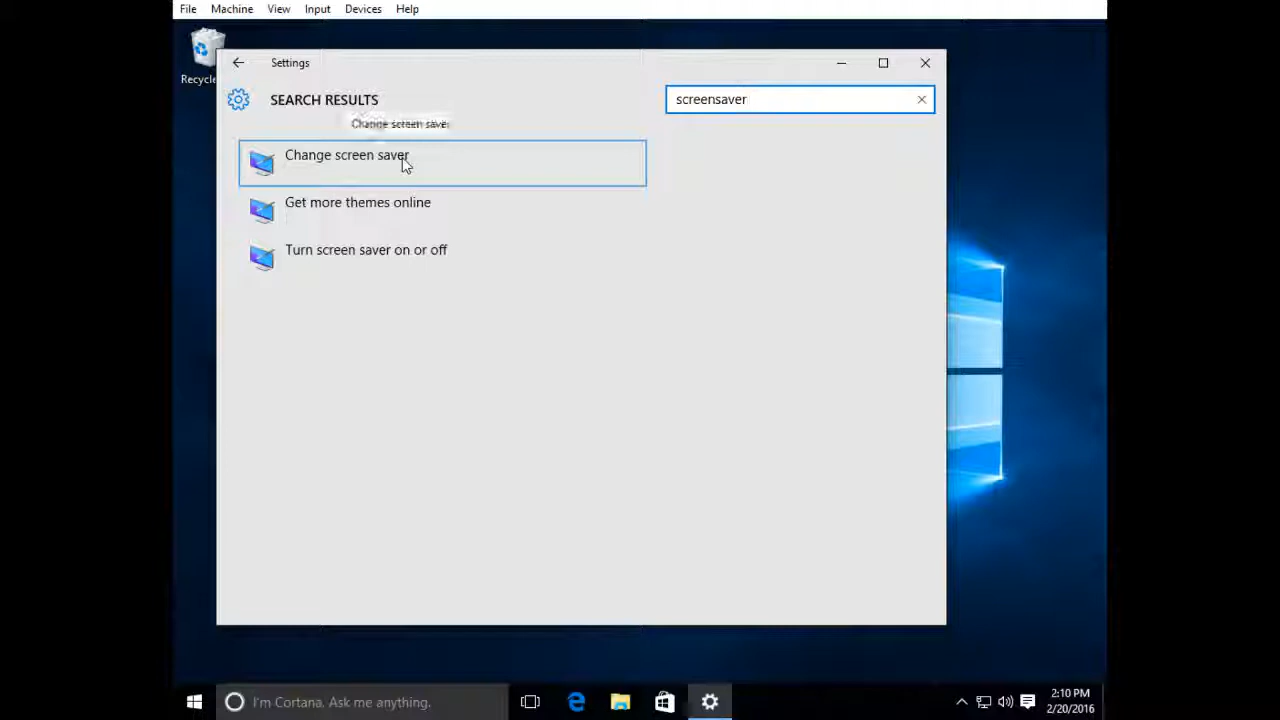 File Machine View Input Devices Help
Recycle
Settings
SEARCH RESULTS
screensaver
Change screen saver
Change screen saver
Get more themes online
Turn screen saver on or off
I'm Cortana. Ask me anything.
2:10 PM
2/20/2016